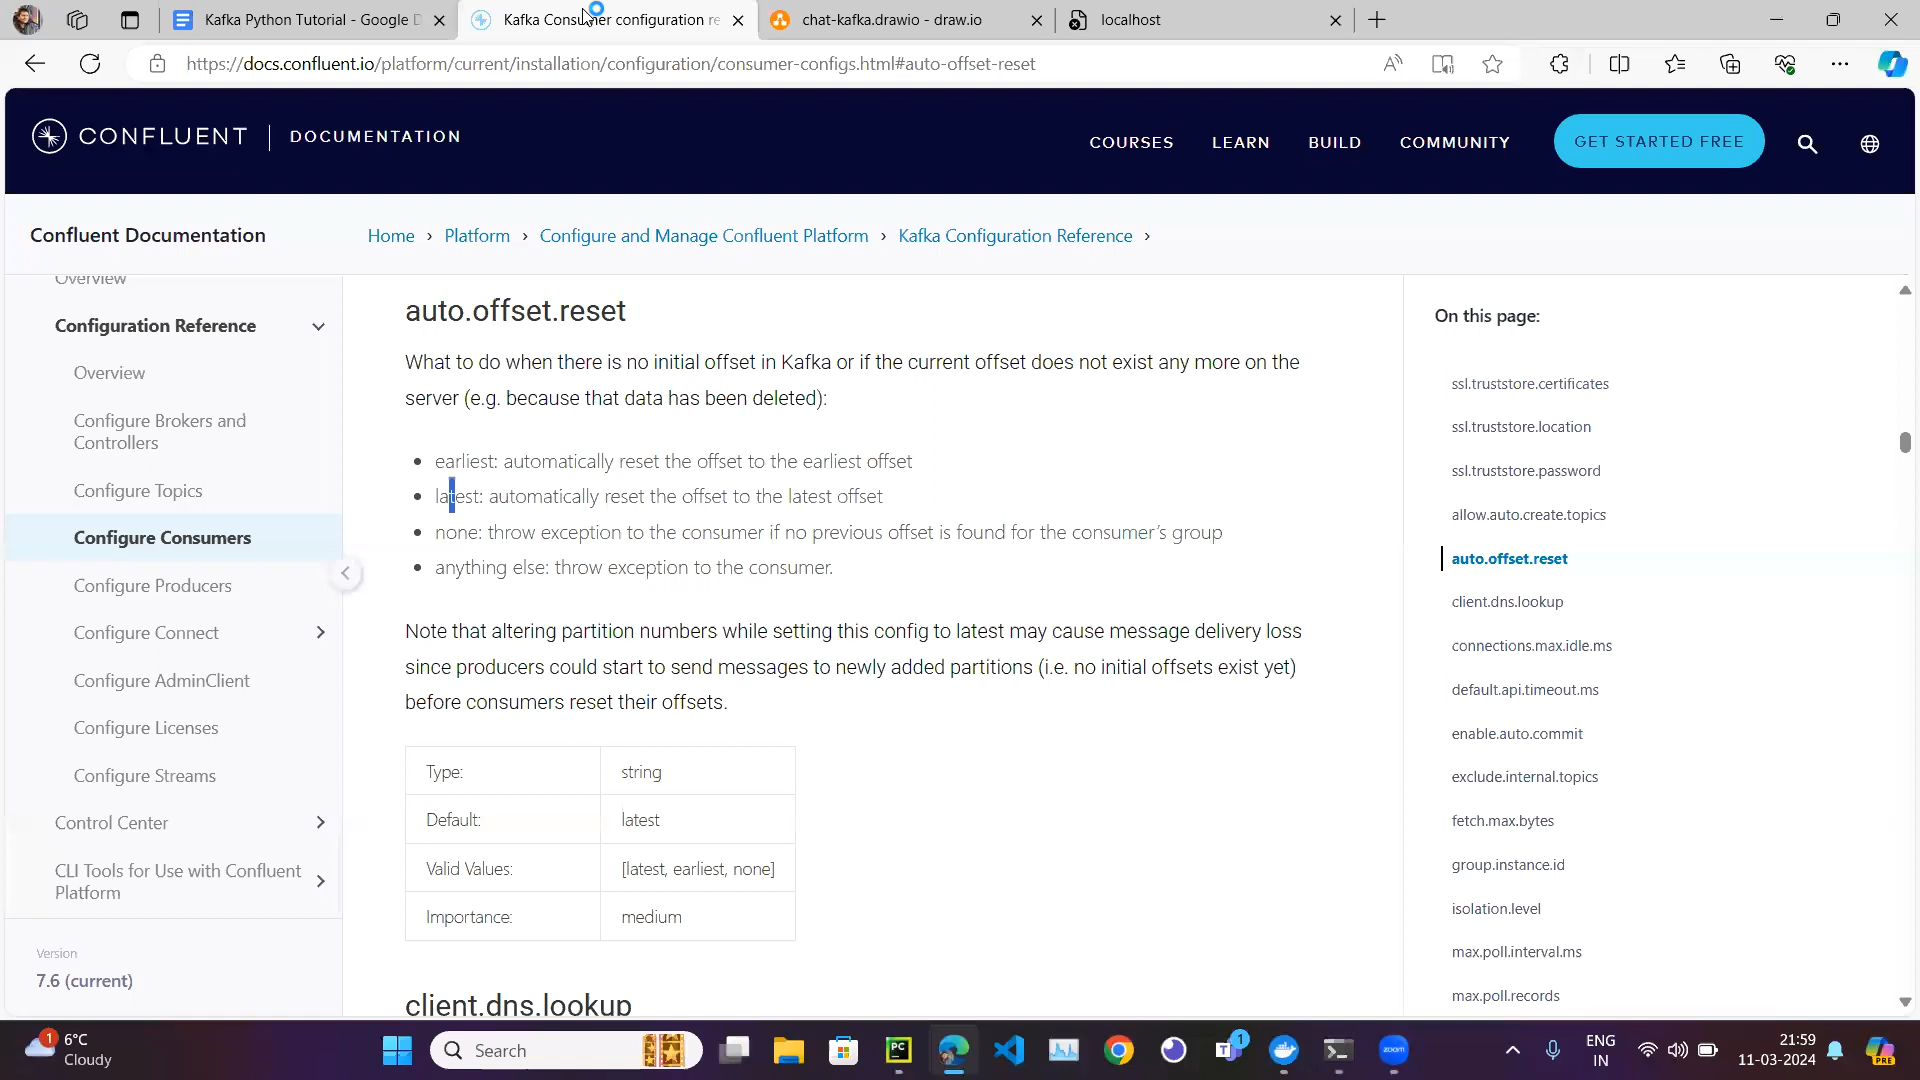 Kafka Python Tutorial - Google D
Kafka Consumer configuration re
chat-kafka.drawio - draw.io
localhost
https://docs.confluent.io/platform/current/installation/configuration/consumer-configs.html#auto-offset-reset
CONFLUENT
DOCUMENTATION
COURSES
LEARN
BUILD
COMMUNITY
GET STARTED FREE
Confluent Documentation
Home › Platform › Configure and Manage Confluent Platform › Kafka Configuration Reference ›
Overview
Configuration Reference
Overview
Configure Brokers and
Controllers
Configure Topics
Configure Consumers
Configure Producers
Configure Connect
Configure AdminClient
Configure Licenses
Configure Streams
Control Center
CLI Tools for Use with Confluent
Platform
Version
7.6 (current)
auto.offset.reset
What to do when there is no initial offset in Kafka or if the current offset does not exist any more on the
server (e.g. because that data has been deleted):
• earliest: automatically reset the offset to the earliest offset
• latest: automatically reset the offset to the latest offset
• none: throw exception to the consumer if no previous offset is found for the consumer’s group
• anything else: throw exception to the consumer.
Note that altering partition numbers while setting this config to latest may cause message delivery loss
since producers could start to send messages to newly added partitions (i.e. no initial offsets exist yet)
before consumers reset their offsets.
Type: string
Default: latest
Valid Values: [latest, earliest, none]
Importance: medium
client.dns.lookup
On this page:
ssl.truststore.certificates
ssl.truststore.location
ssl.truststore.password
allow.auto.create.topics
auto.offset.reset
client.dns.lookup
connections.max.idle.ms
default.api.timeout.ms
enable.auto.commit
exclude.internal.topics
fetch.max.bytes
group.instance.id
isolation.level
max.poll.interval.ms
max.poll.records
1
6°C
Cloudy
Search
PC
1
zoom
ENG
IN
21:59
11-03-2024
PRE